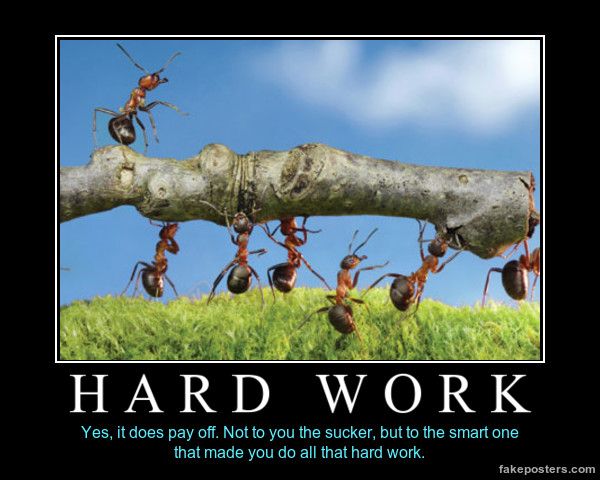 HARD WORK
Yes, it does pay off. Not to you the sucker, but to the smart one
that made you do all that hard work.
fakeposters.com